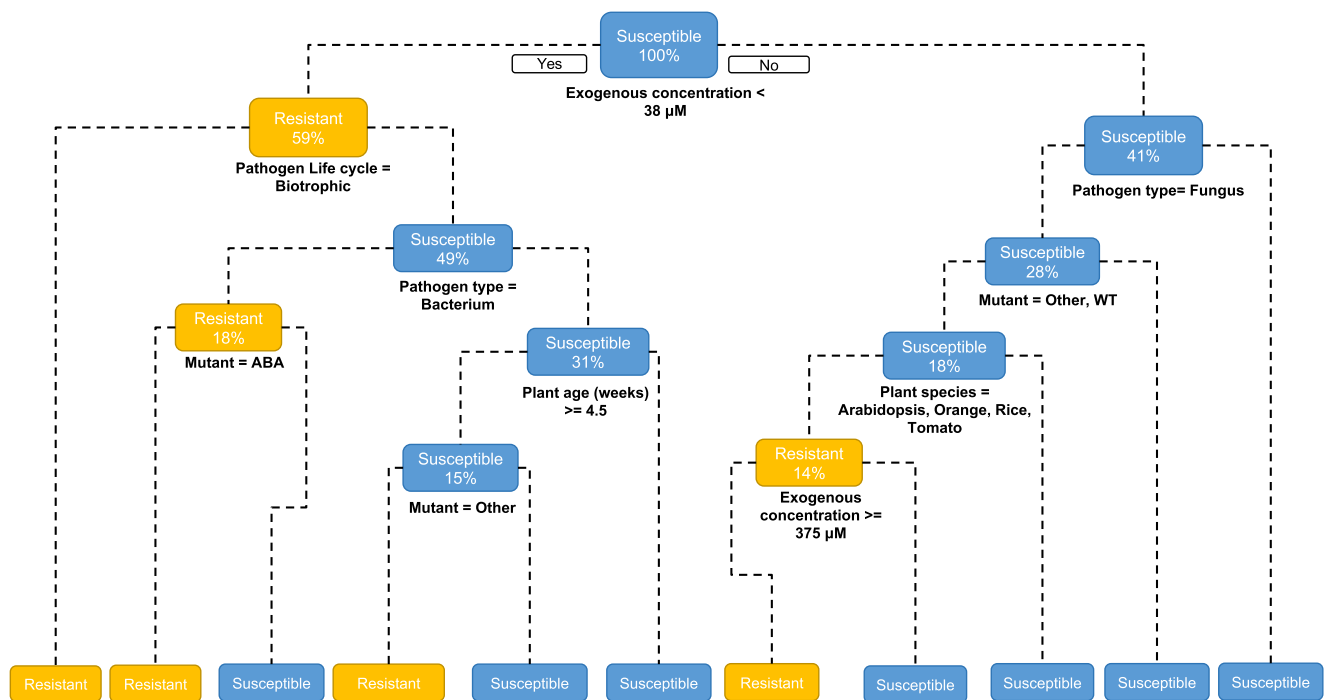 Susceptible
100%
Yes
No
Exogenous concentration <
38 µM
Resistant
59%
Pathogen Life cycle =
Biotrophic
Susceptible
41%
Pathogen type= Fungus
Susceptible
49%
Pathogen type =
Bacterium
Susceptible
28%
Mutant = Other, WT
Resistant
18%
Mutant = ABA
Susceptible
31%
Plant age (weeks)
>= 4.5
Susceptible
18%
Plant species =
Arabidopsis, Orange, Rice,
Tomato
Susceptible
15%
Mutant = Other
Resistant
14%
Exogenous
concentration >=
375 µM
Resistant
Resistant
Susceptible
Resistant
Susceptible
Susceptible
Resistant
Susceptible
Susceptible
Susceptible
Susceptible